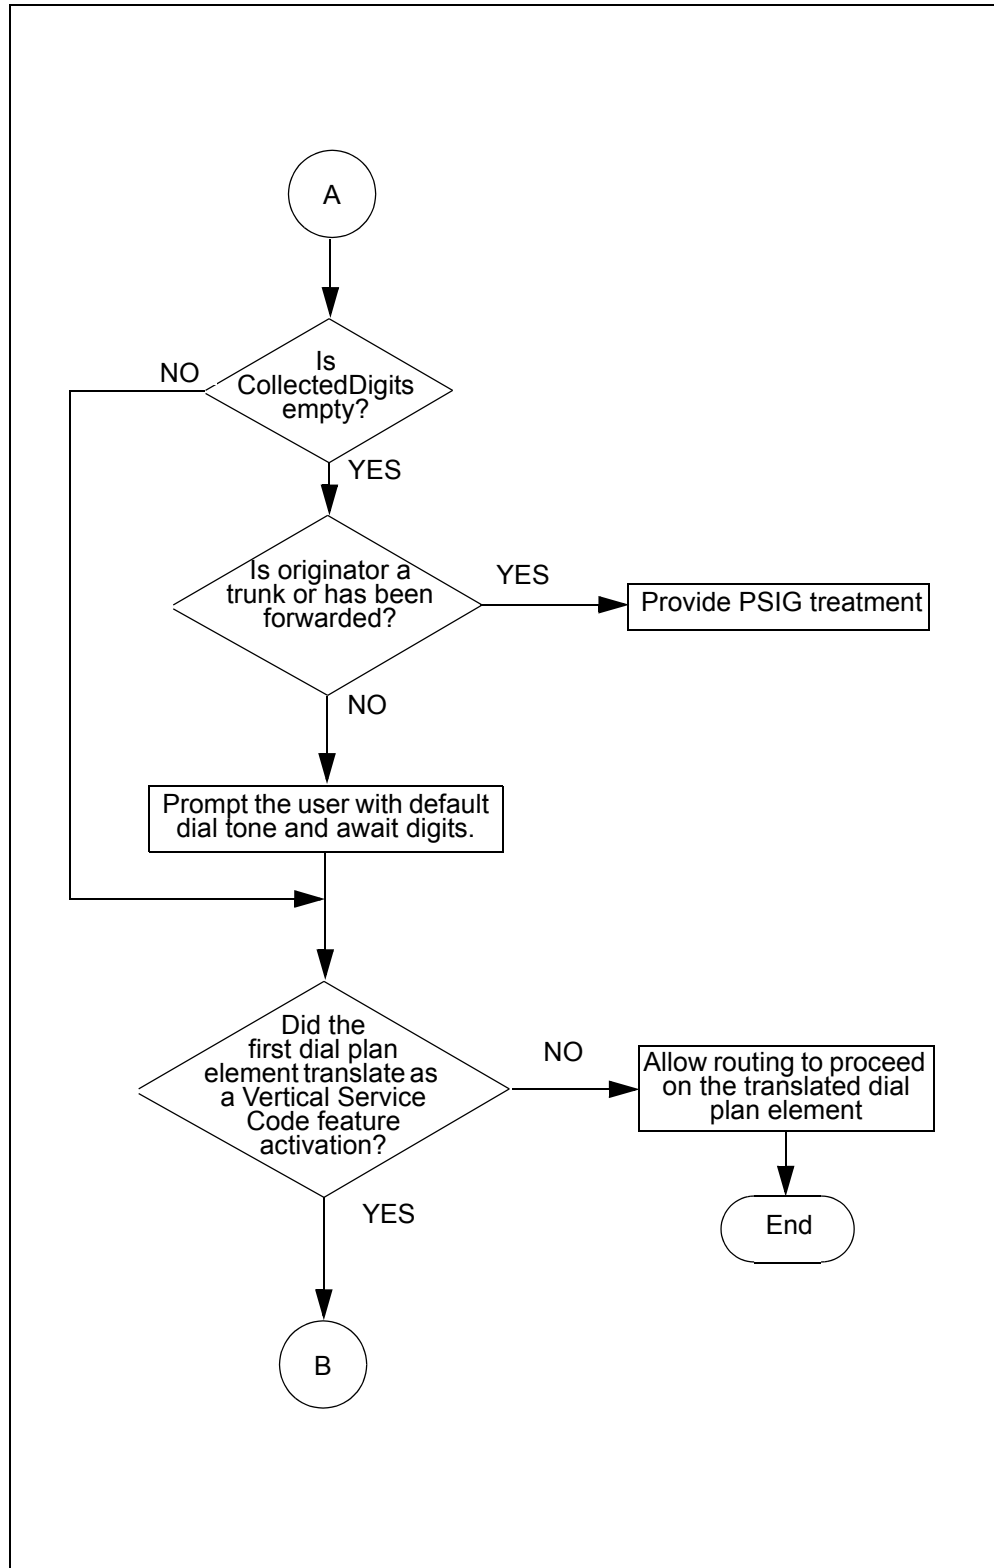 A
Is
CollectedDigits
empty?
NO
YES
Is originator a
trunk or has been
forwarded?
YES
Provide PSIG treatment
NO
Prompt the user with default
dial tone and await digits.
Did the
first dial plan
element translate as
a Vertical Service
Code feature
activation?
NO
Allow routing to proceed
on the translated dial
plan element
YES
End
B